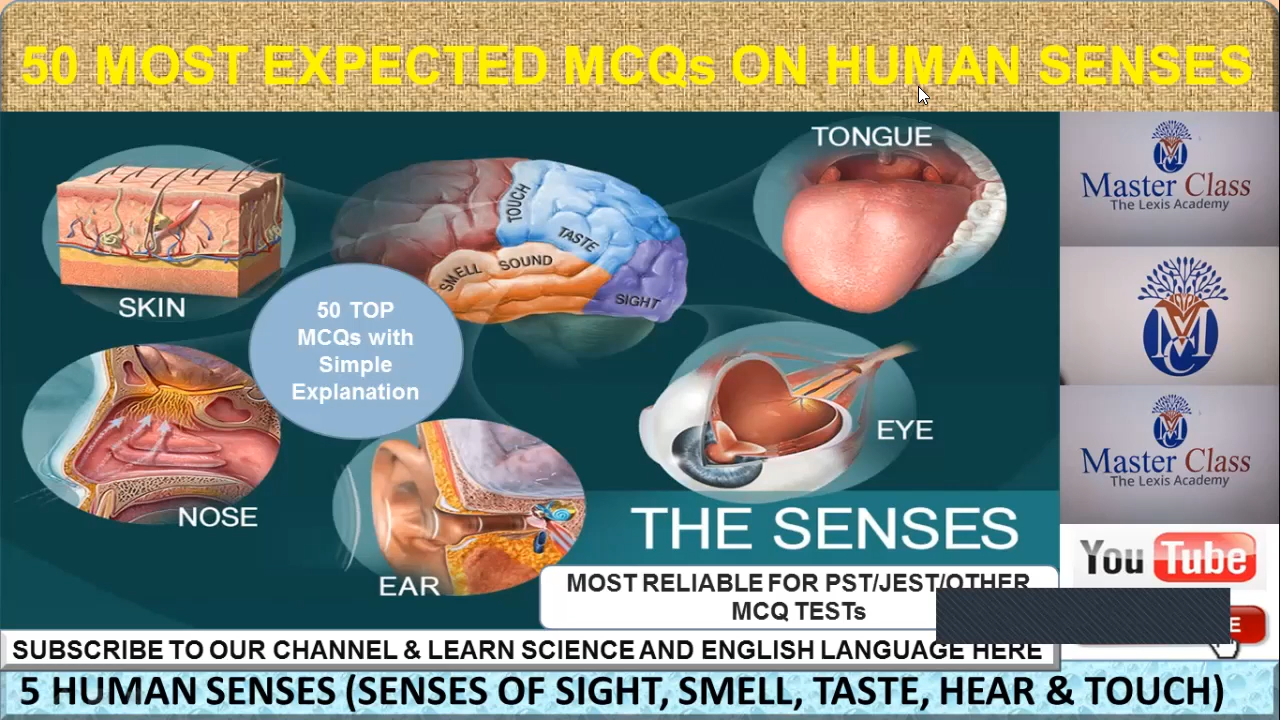 50 MOST EXPECTED MCQs ON HUMAN SENSES
TONGUE
Master Class
The Lexis Academy
TOUCH
TASTE
SMELL
SOUND
SIGHT
SKIN
50 TOP
MCQs with
Simple
Explanation
MC
EYE
Master Class
The Lexis Academy
NOSE
THE SENSES
EAR
You Tube
MOST RELIABLE FOR PST/JEST/OTHER
MCQ TESTs
E
SUBSCRIBE TO OUR CHANNEL & LEARN SCIENCE AND ENGLISH LANGUAGE HERE
5 HUMAN SENSES (SENSES OF SIGHT, SMELL, TASTE, HEAR & TOUCH)